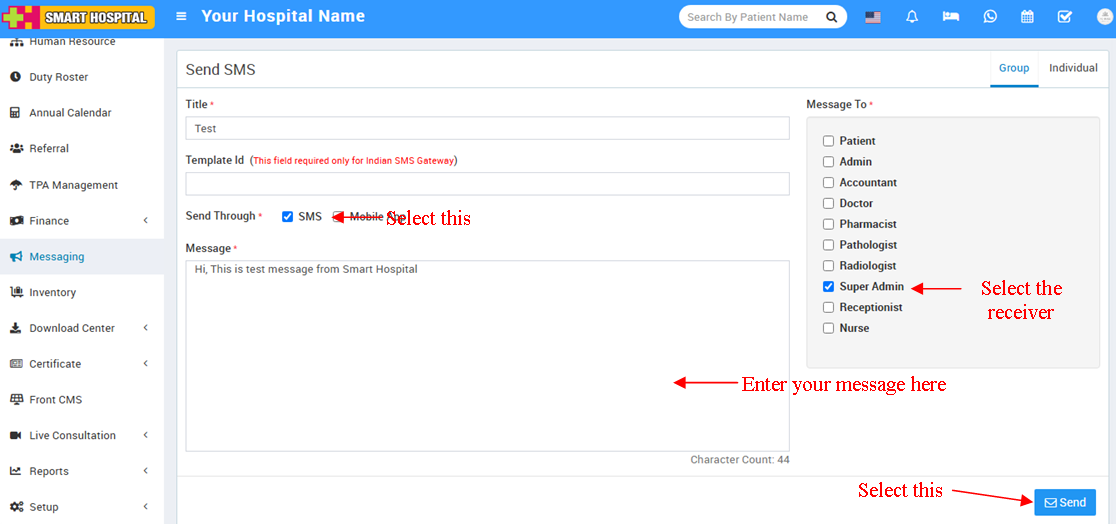 SMART HOSPITAL
Your Hospital Name
Search By Patient Name
Human Resource
Duty Roster
Annual Calendar
Referral
TPA Management
Finance
Messaging
Inventory
Download Center
Certificate
Front CMS
Live Consultation
Reports
Setup
Send SMS
Group Individual
Title *
Test
Template Id (This field required only for Indian SMS Gateway)
Send Through * SMS Mobile App
Select this
Message *
Hi, This is test message from Smart Hospital
Enter your message here
Character Count: 44
Message To *
Patient
Admin
Accountant
Doctor
Pharmacist
Pathologist
Radiologist
Super Admin
Receptionist
Nurse
Select the
receiver
Select this
Send